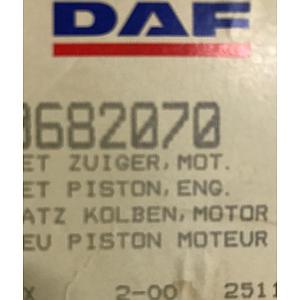 DAF
0682070
ET ZUIGER, MOT.
ET PISTON, ENG.
ATZ KOLBEN, MOTOR
EU PISTON MOTEUR
X 2-00 2511